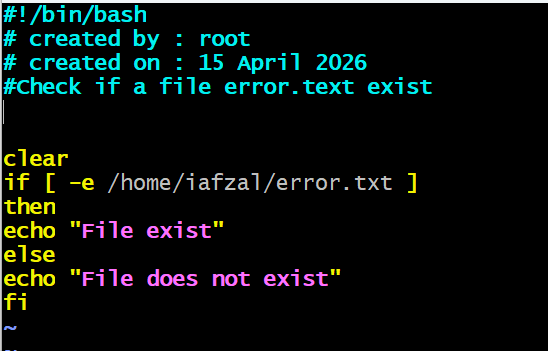 #!/bin/bash
# created by : root
# created on : 15 April 2026
#Check if a file error.text exist
clear
if [ -e /home/iafzal/error.txt ]
then
echo "File exist"
else
echo "File does not exist"
fi
~
~